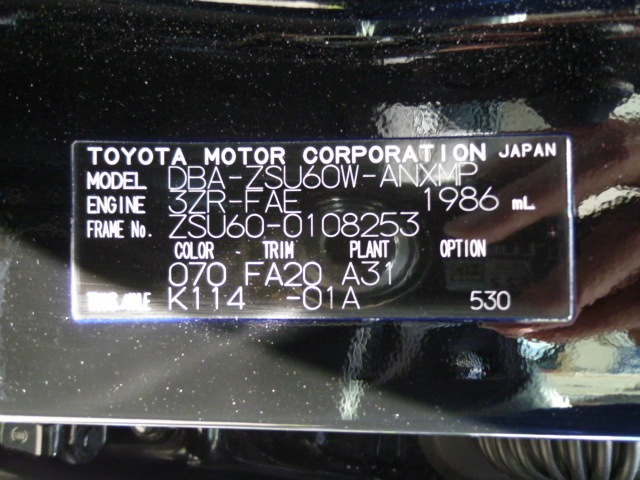 TOYOTA MOTOR CORPORATION JAPAN
MODEL DBA-ZSU60W-ANXMP
ENGINE 3ZR-FAE 1986 mL
FRAME No. ZSU60-0108253
COLOR TRIM PLANT OPTION
070 FA20 A31
K114 -01A 530